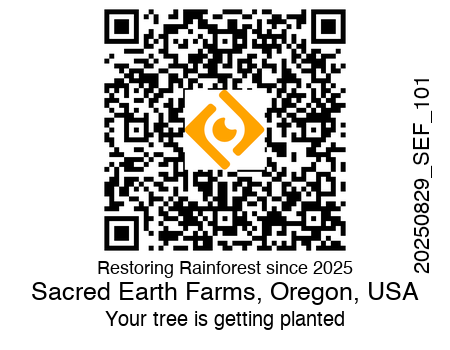 Restoring Rainforest since 2025
Sacred Earth Farms, Oregon, USA
Your tree is getting planted
20250829_SEF_101